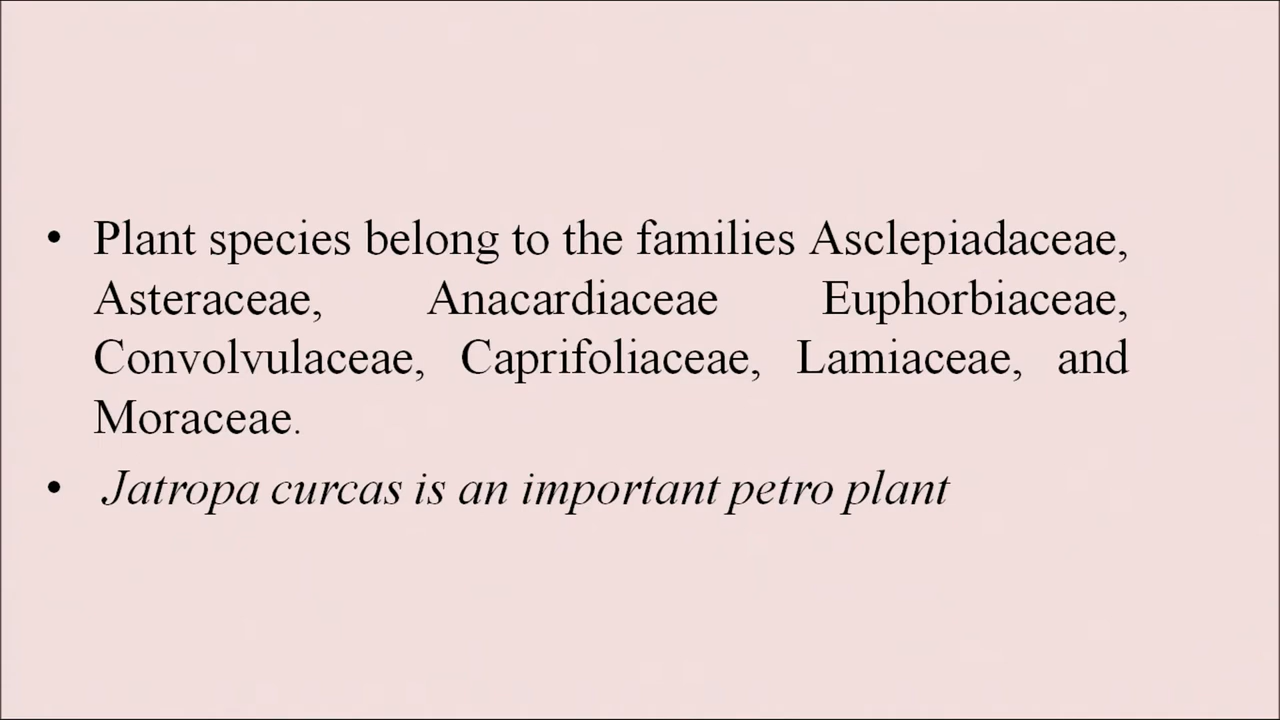 • Plant species belong to the families Asclepiadaceae,
Asteraceae, Anacardiaceae Euphorbiaceae,
Convolvulaceae, Caprifoliaceae, Lamiaceae, and
Moraceae.
• Jatropa curcas is an important petro plant